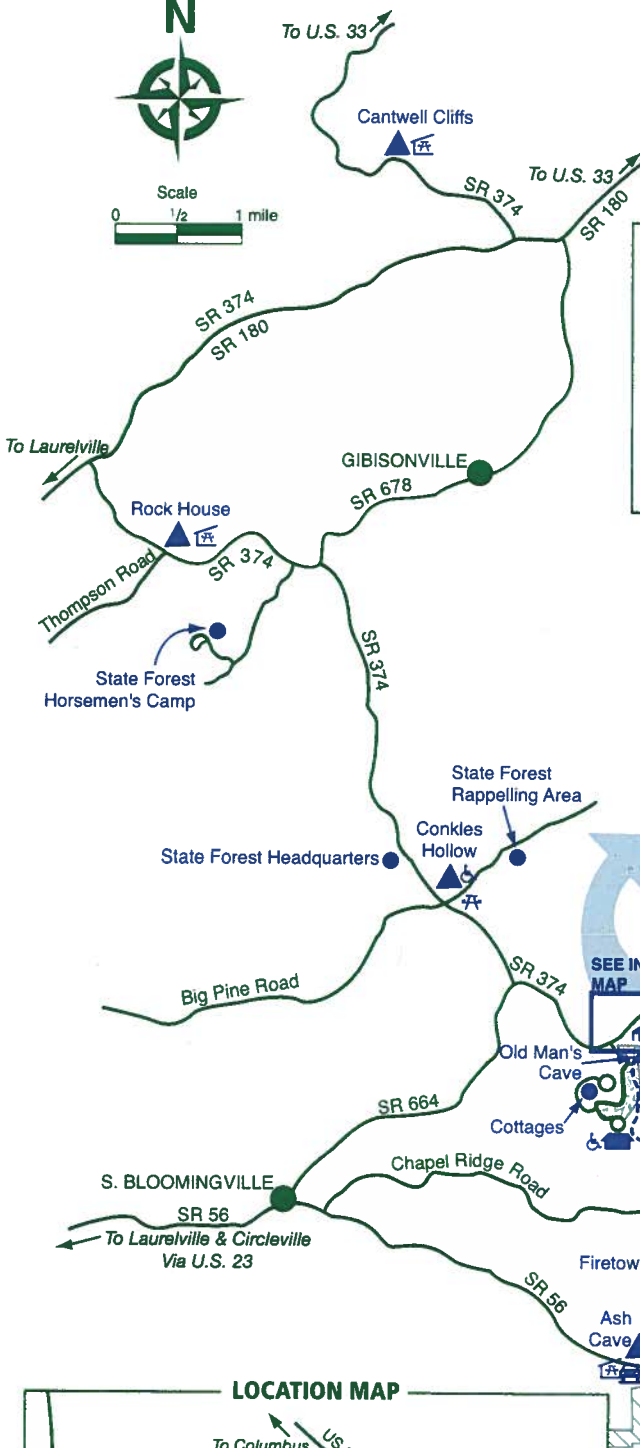 N
To U.S. 33
Cantwell Cliffs
To U.S. 33
SR 374
SR 180
Scale
0 1/2 1 mile
SR 374
SR 180
To Laurelville
GIBISONVILLE
SR 678
Rock House
SR 374
Thompson Road
State Forest
Horsemen's Camp
SR 374
State Forest
Rappelling Area
Conkles
Hollow
State Forest Headquarters
SR 374
SEE IN
MAP
Big Pine Road
Old Man's
Cave
Cottages
SR 664
Chapel Ridge Road
S. BLOOMINGVILLE
SR 56
To Laurelville & Circleville
Via U.S. 23
Firetow
SR 56
Ash
Cave
LOCATION MAP
To Columbus
US